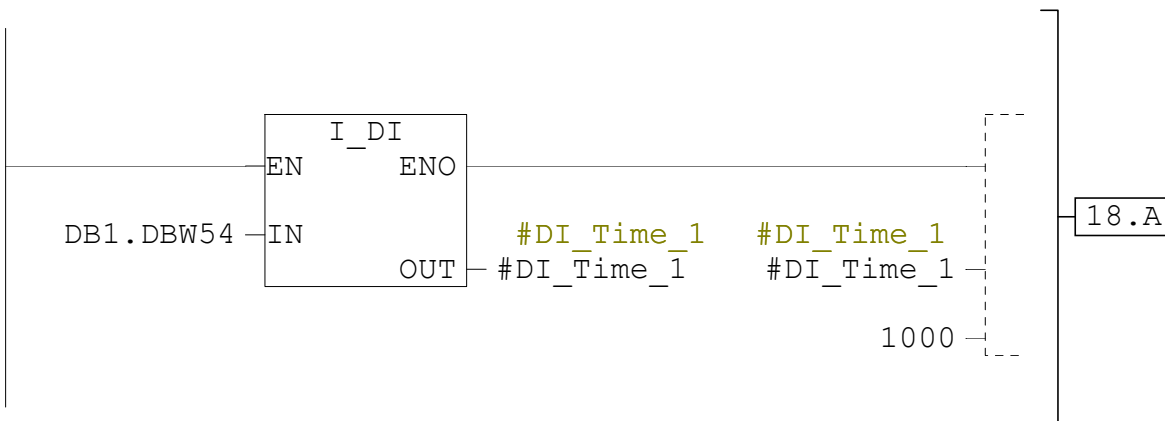 I_DI
EN ENO
18.A
DB1.DBW54 IN #DI_Time_1 #DI_Time_1
OUT #DI_Time_1 #DI_Time_1
1000